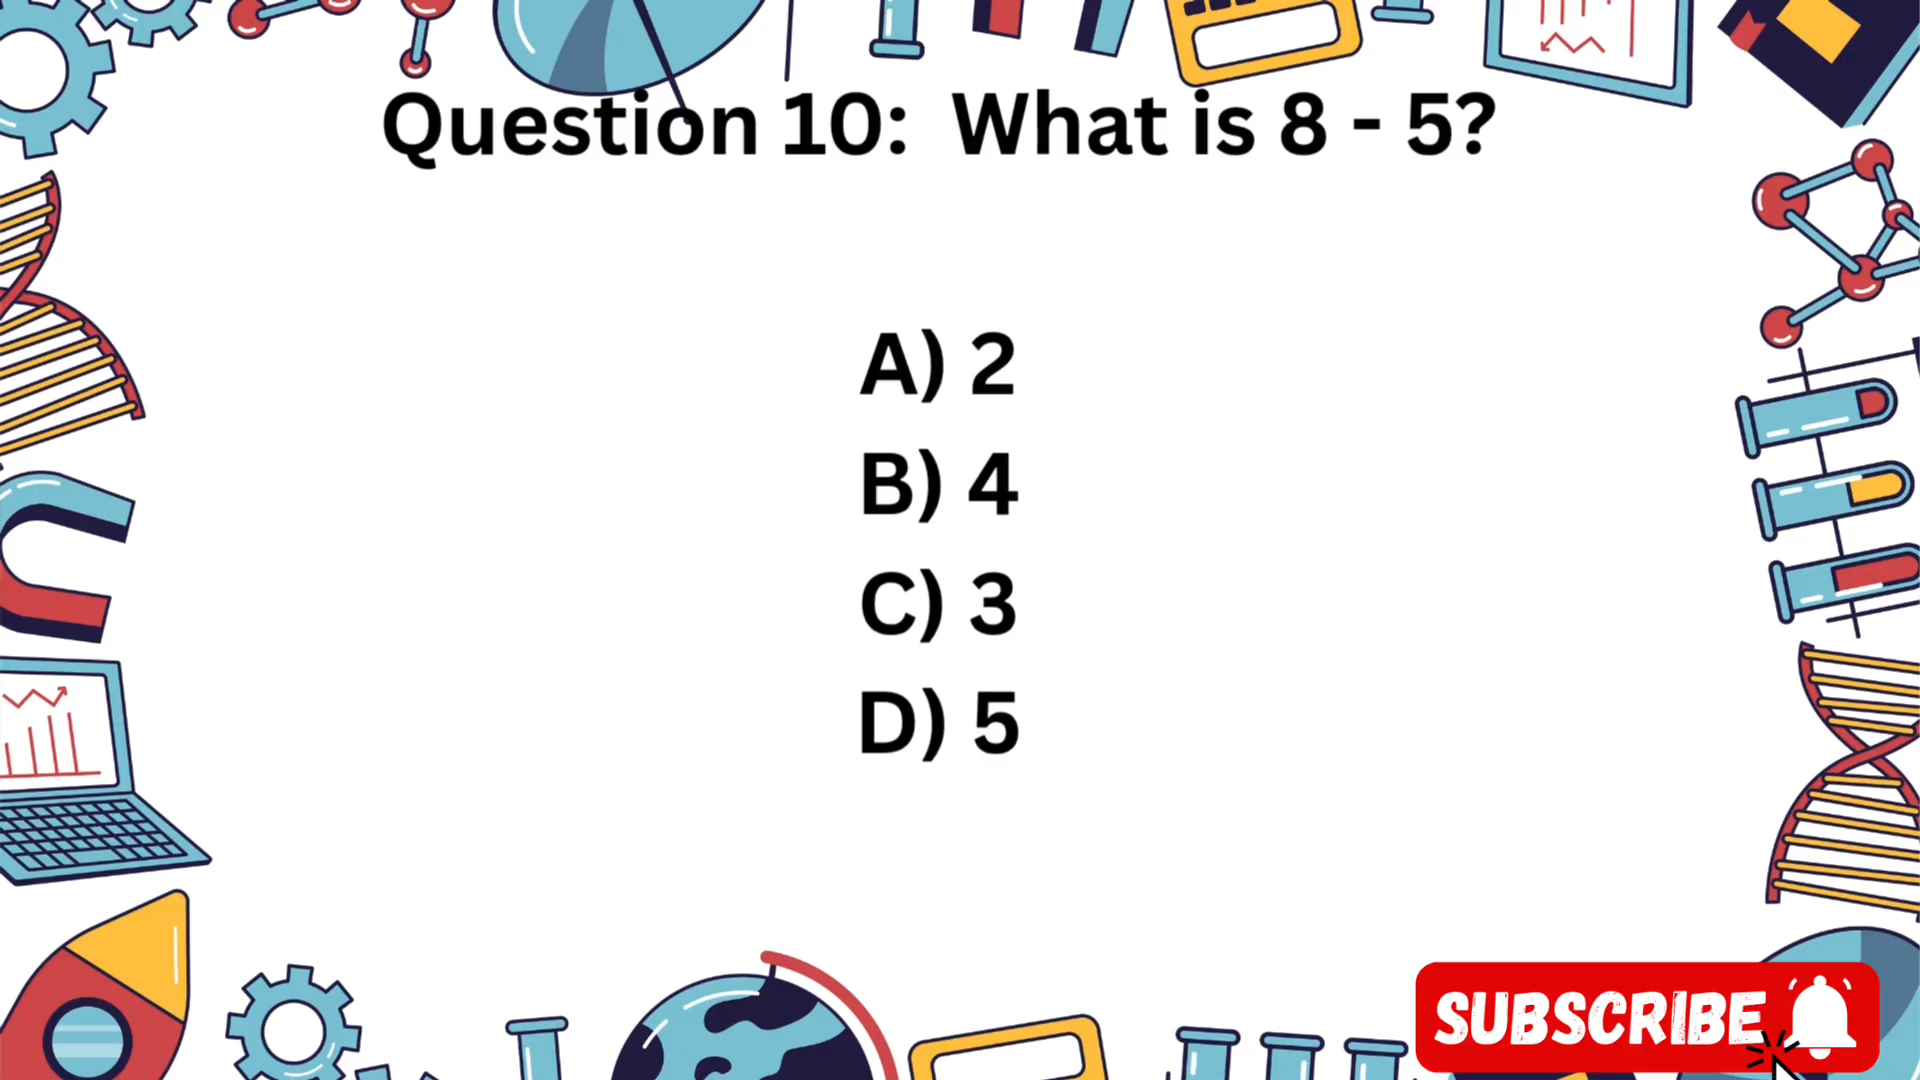 Question 10: What is 8 - 5?
A) 2
B) 4
C) 3
D) 5
SUBSCRIBE